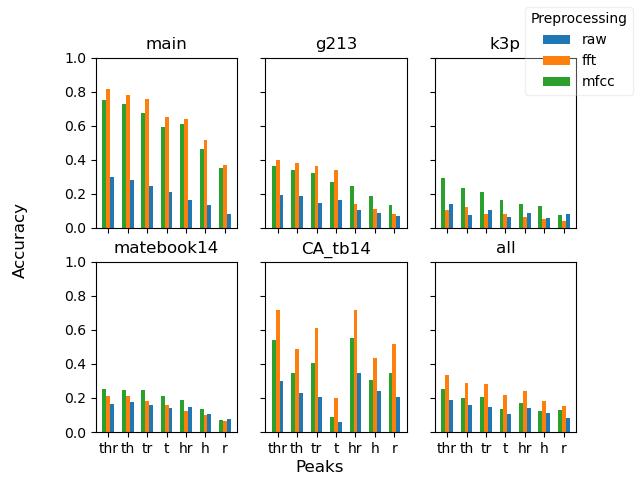 Preprocessing
raw
fft
mfcc
main
g213
k3p
1.0
0.8
0.6
0.4
0.2
0.0
Accuracy
matebook14
CA_tb14
all
1.0
0.8
0.6
0.4
0.2
0.0
thr th tr t hr h r
thr th tr t hr h r
thr th tr t hr h r
Peaks